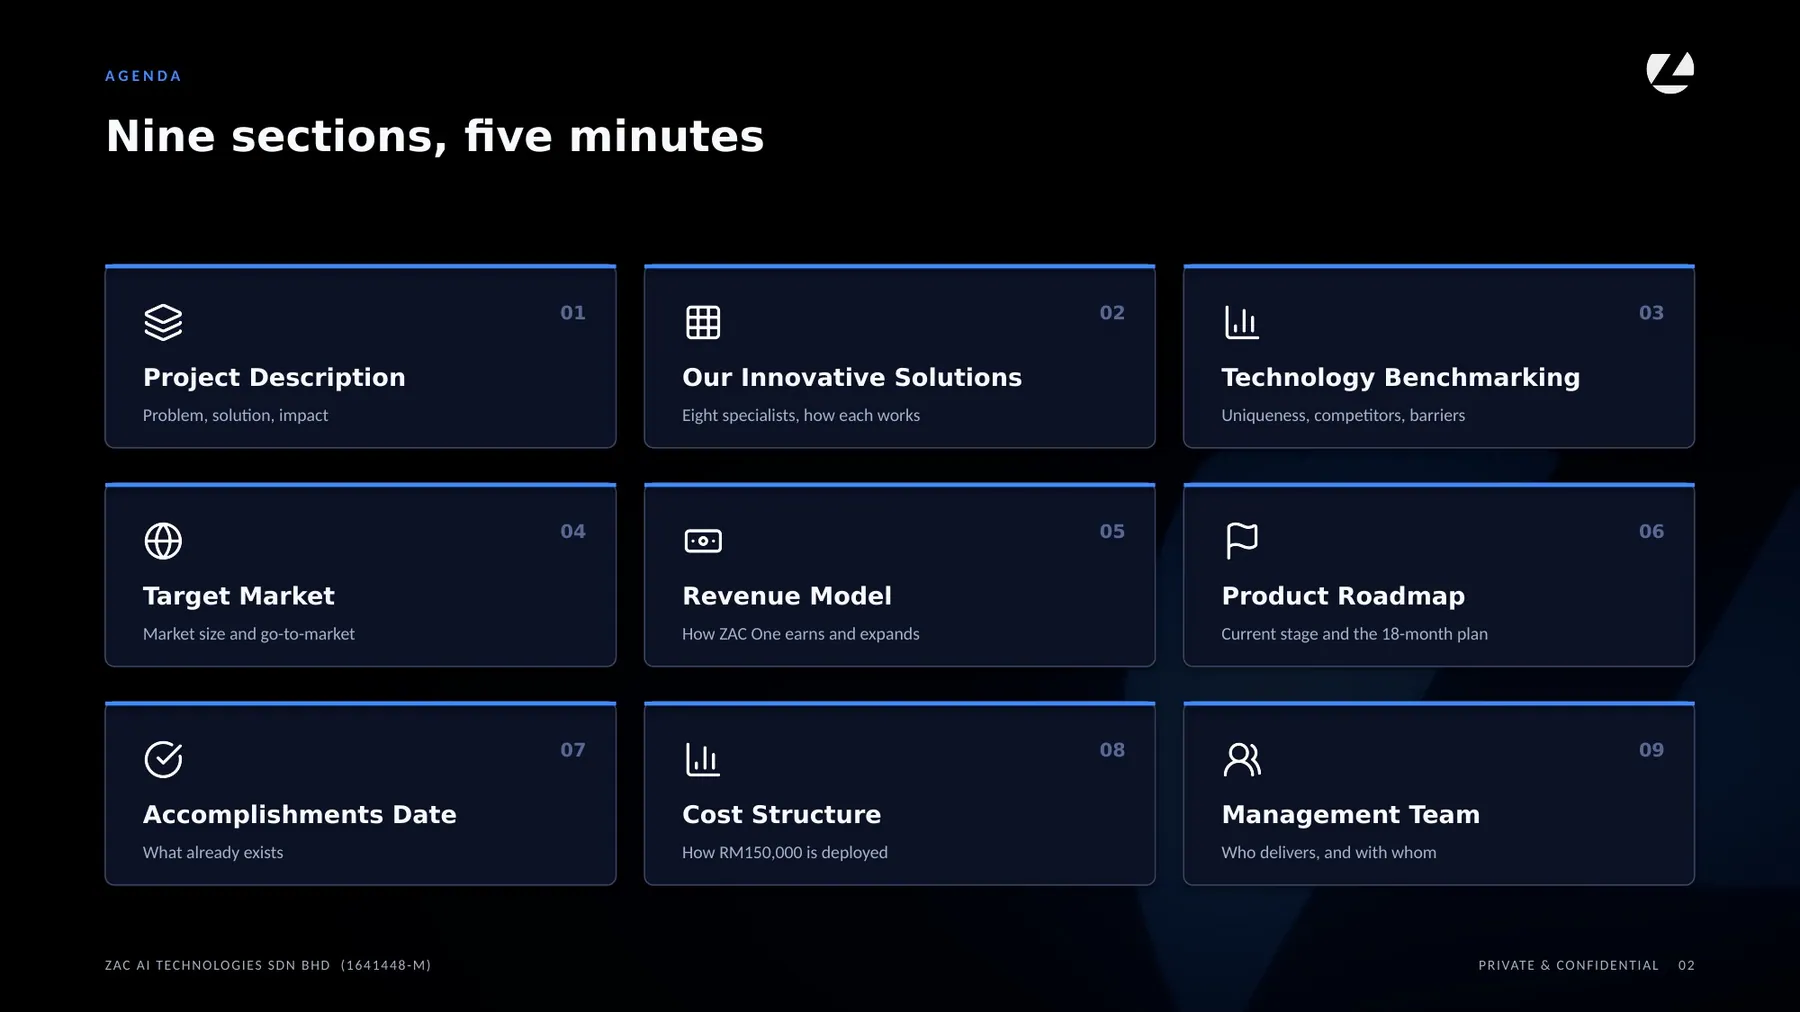 AGENDA
Nine sections, five minutes
01
Project Description
Problem, solution, impact
02
Our Innovative Solutions
Eight specialists, how each works
03
Technology Benchmarking
Uniqueness, competitors, barriers
04
Target Market
Market size and go-to-market
05
Revenue Model
How ZAC One earns and expands
06
Product Roadmap
Current stage and the 18-month plan
07
Accomplishments Date
What already exists
08
Cost Structure
How RM150,000 is deployed
09
Management Team
Who delivers, and with whom
ZAC AI TECHNOLOGIES SDN BHD (1641448-M)
PRIVATE & CONFIDENTIAL 02